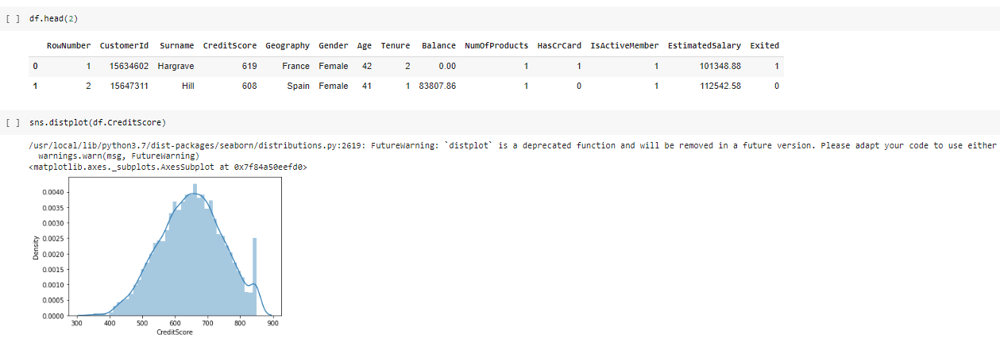 [ ] df.head(2)
RowNumber CustomerId Surname CreditScore Geography Gender Age Tenure Balance NumOfProducts HasCrCard IsActiveMember EstimatedSalary Exited
0 1 15634602 Hargrave 619 France Female 42 2 0.00 1 1 1 101348.88 1
1 2 15647311 Hill 608 Spain Female 41 1 83807.86 1 0 1 112542.58 0
[ ] sns.distplot(df.CreditScore)
/usr/local/lib/python3.7/dist-packages/seaborn/distributions.py:2619: FutureWarning: `distplot` is a deprecated function and will be removed in a future version. Please adapt your code to use either
warnings.warn(msg, FutureWarning)
<matplotlib.axes._subplots.AxesSubplot at 0x7f84a50eefd0>
0.0040
0.0035
0.0030
0.0025
0.0020
0.0015
0.0010
0.0005
0.0000
Density
300 400 500 600 700 800 900
CreditScore